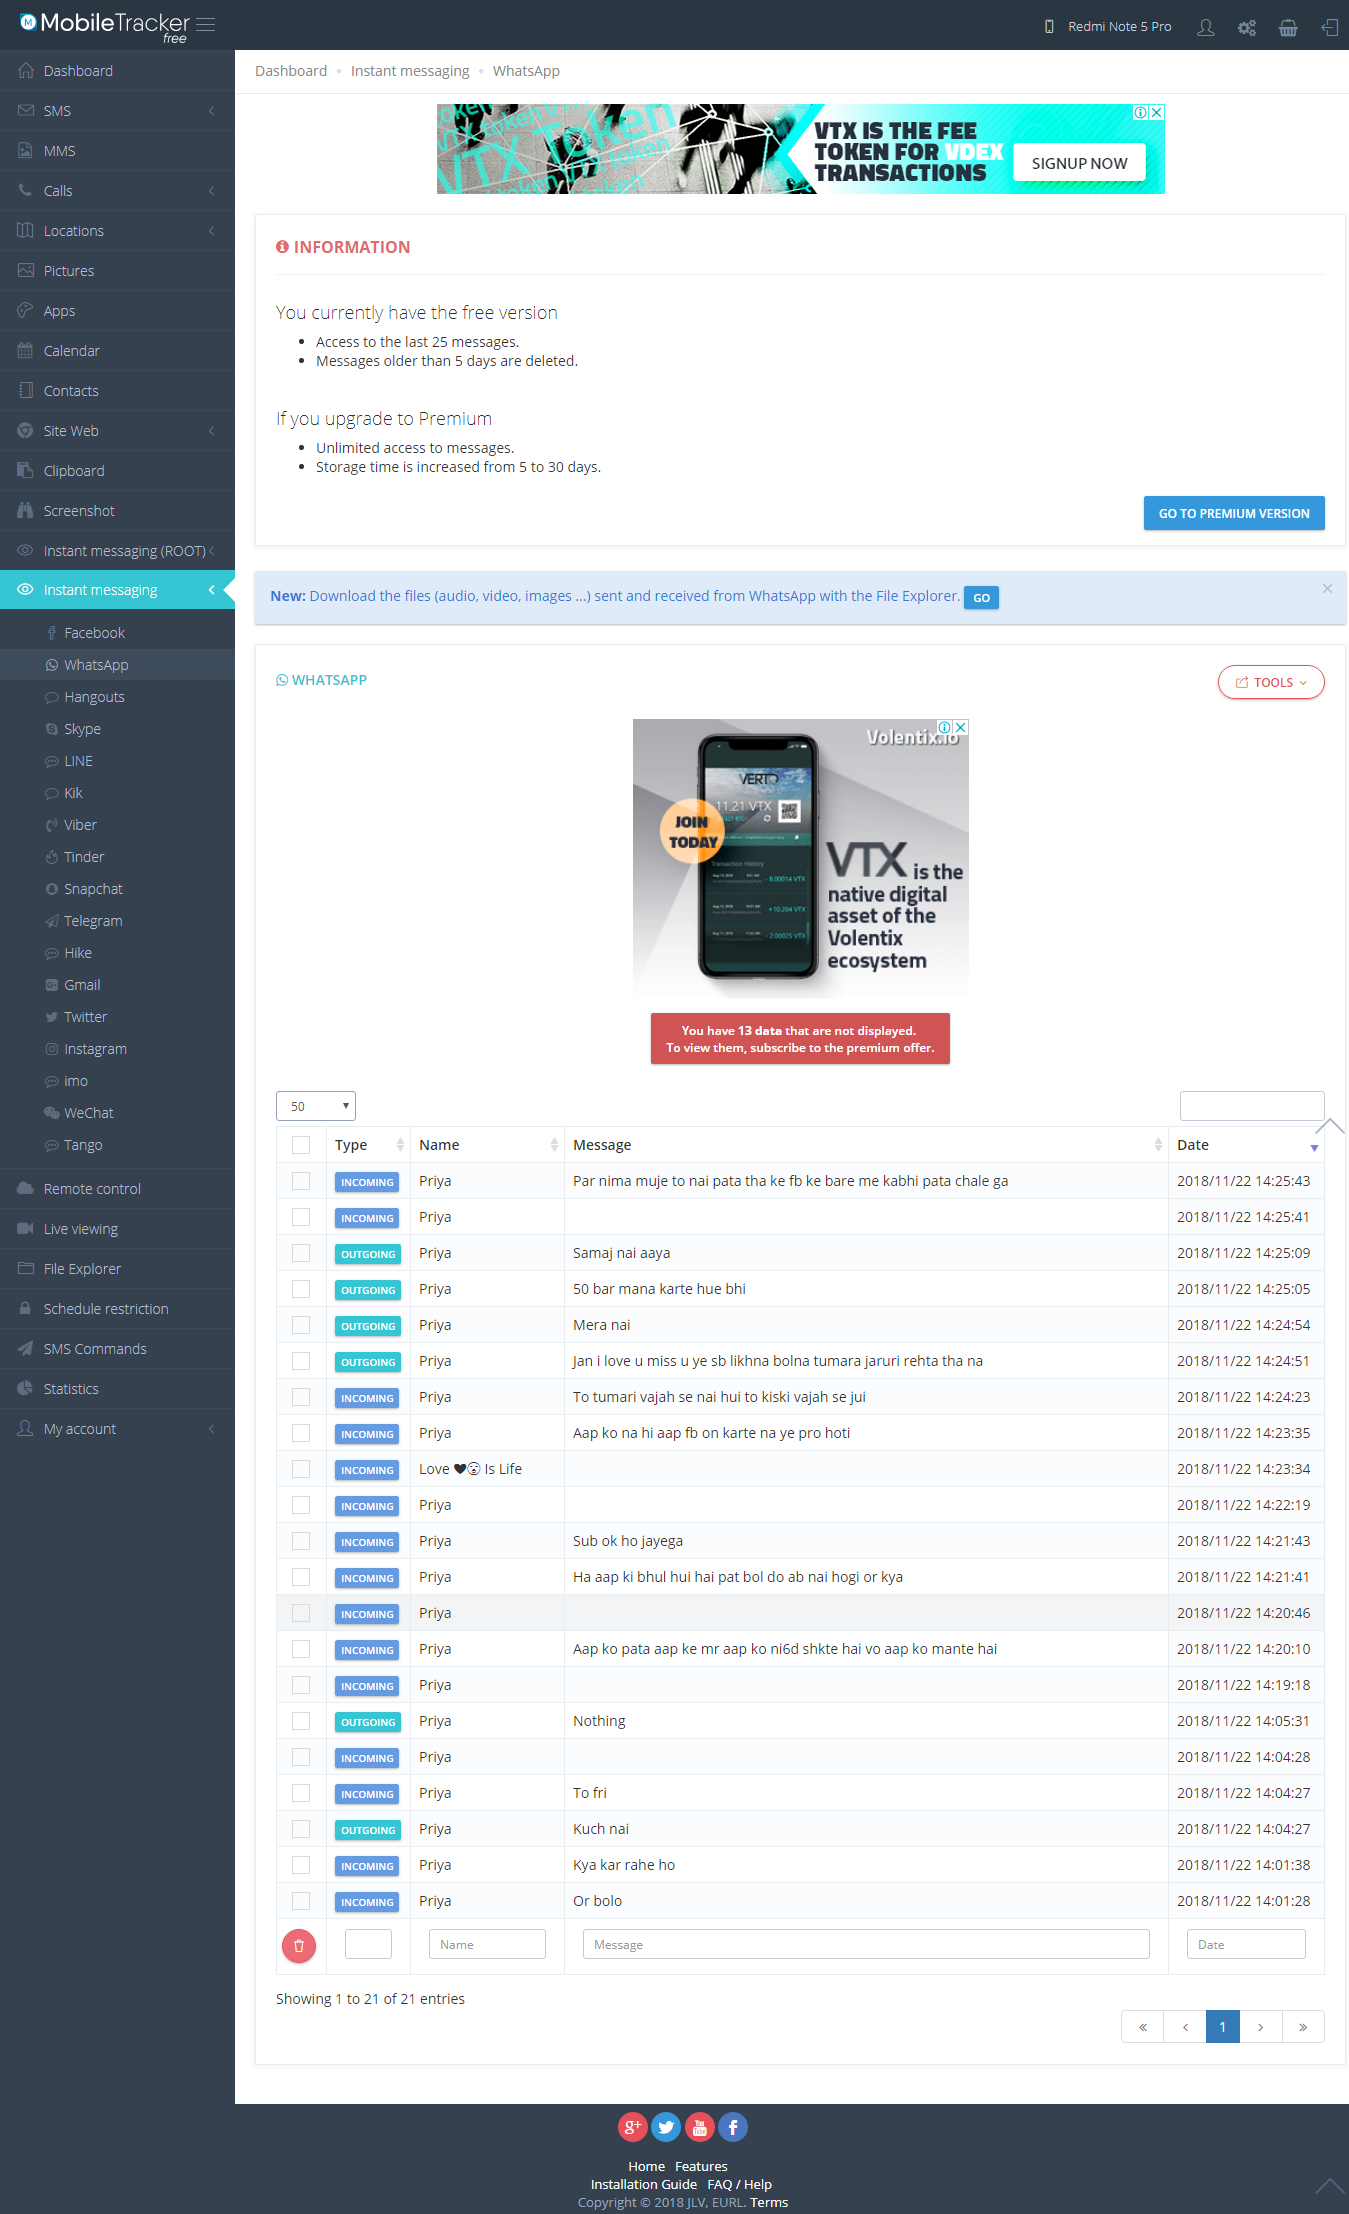 MobileTracker
free
Redmi Note 5 Pro
Dashboard
SMS
MMS
Calls
Locations
Pictures
Apps
Calendar
Contacts
Site Web
Clipboard
Screenshot
Instant messaging (ROOT)
Instant messaging
Facebook
WhatsApp
Hangouts
Skype
LINE
Kik
Viber
Tinder
Snapchat
Telegram
Hike
Gmail
Twitter
Instagram
imo
WeChat
Tango
Remote control
Live viewing
File Explorer
Schedule restriction
SMS Commands
Statistics
My account
Dashboard • Instant messaging • WhatsApp
VTX IS THE FEE
TOKEN FOR VDEX
TRANSACTIONS
SIGNUP NOW
INFORMATION
You currently have the free version
• Access to the last 25 messages.
• Messages older than 5 days are deleted.
If you upgrade to Premium
• Unlimited access to messages.
• Storage time is increased from 5 to 30 days.
GO TO PREMIUM VERSION
New: Download the files (audio, video, images ...) sent and received from WhatsApp with the File Explorer. GO
WHATSAPP
TOOLS
Volentix.io
VERTO
11.21 VTX
JOIN
TODAY
Transaction History
- 8.00014 VTX
+10.204 VTX
- 2.00025 VTX
VTX is the
native digital
asset of the
Volentix
ecosystem
You have 13 data that are not displayed.
To view them, subscribe to the premium offer.
50
Type Name Message Date
INCOMING Priya Par nima muje to nai pata tha ke fb ke bare me kabhi pata chale ga 2018/11/22 14:25:43
INCOMING Priya 2018/11/22 14:25:41
OUTGOING Priya Samaj nai aaya 2018/11/22 14:25:09
OUTGOING Priya 50 bar mana karte hue bhi 2018/11/22 14:25:05
OUTGOING Priya Mera nai 2018/11/22 14:24:54
OUTGOING Priya Jan i love u miss u ye sb likhna bolna tumara jaruri rehta tha na 2018/11/22 14:24:51
INCOMING Priya To tumari vajah se nai hui to kiski vajah se jui 2018/11/22 14:24:23
INCOMING Priya Aap ko na hi aap fb on karte na ye pro hoti 2018/11/22 14:23:35
INCOMING Love Is Life 2018/11/22 14:23:34
INCOMING Priya 2018/11/22 14:22:19
INCOMING Priya Sub ok ho jayega 2018/11/22 14:21:43
INCOMING Priya Ha aap ki bhul hui hai pat bol do ab nai hogi or kya 2018/11/22 14:21:41
INCOMING Priya 2018/11/22 14:20:46
INCOMING Priya Aap ko pata aap ke mr aap ko ni6d shkte hai vo aap ko mante hai 2018/11/22 14:20:10
INCOMING Priya 2018/11/22 14:19:18
OUTGOING Priya Nothing 2018/11/22 14:05:31
INCOMING Priya 2018/11/22 14:04:28
INCOMING Priya To fri 2018/11/22 14:04:27
OUTGOING Priya Kuch nai 2018/11/22 14:04:27
INCOMING Priya Kya kar rahe ho 2018/11/22 14:01:38
INCOMING Priya Or bolo 2018/11/22 14:01:28
Name Message Date
Showing 1 to 21 of 21 entries
« ‹ 1 › »
Home Features
Installation Guide FAQ / Help
Copyright © 2018 JLV, EURL. Terms